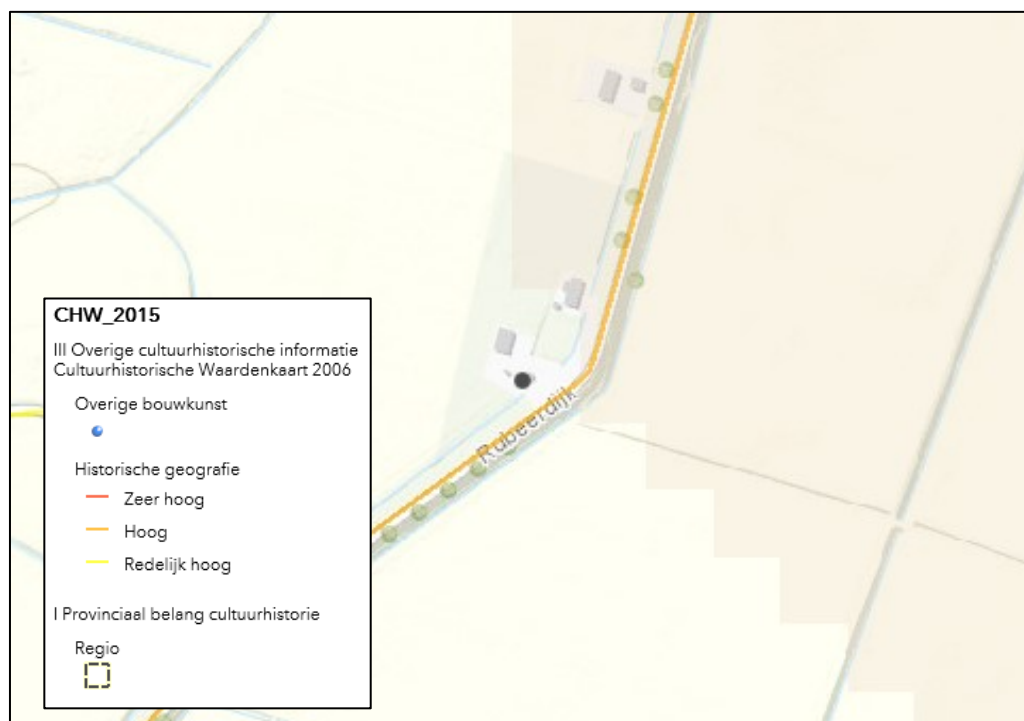 CHW_2015
III Overige cultuurhistorische informatie
Cultuurhistorische Waardenkaart 2006
Overige bouwkunst
Historische geografie
Zeer hoog
Hoog
Redelijk hoog
I Provinciaal belang cultuurhistorie
Regio
Rubeerdijk